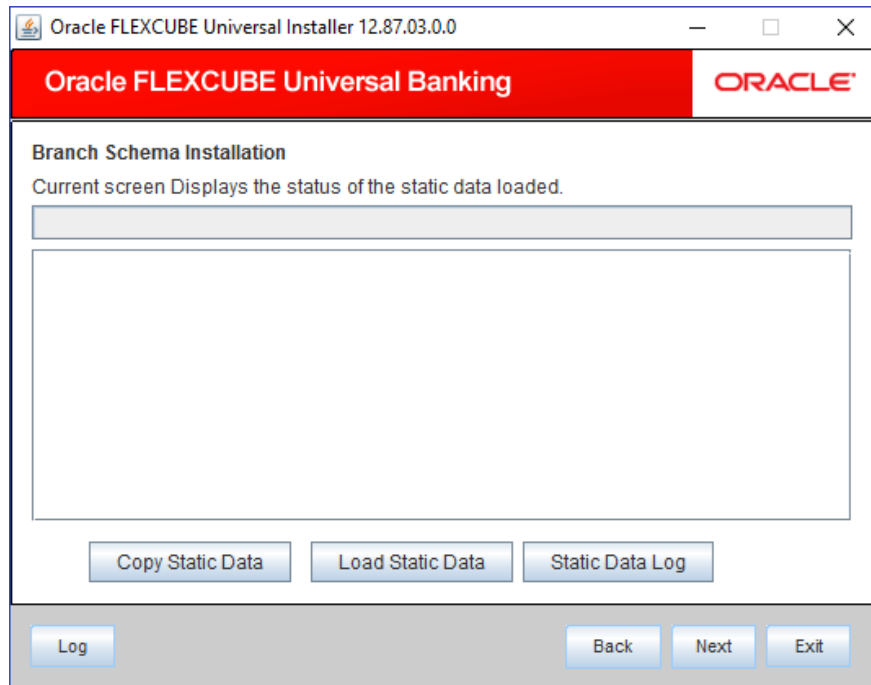 Oracle FLEXCUBE Universal Installer 12.87.03.0.0
Oracle FLEXCUBE Universal Banking
ORACLE
Branch Schema Installation
Current screen Displays the status of the static data loaded.
Copy Static Data Load Static Data Static Data Log
Log Back Next Exit